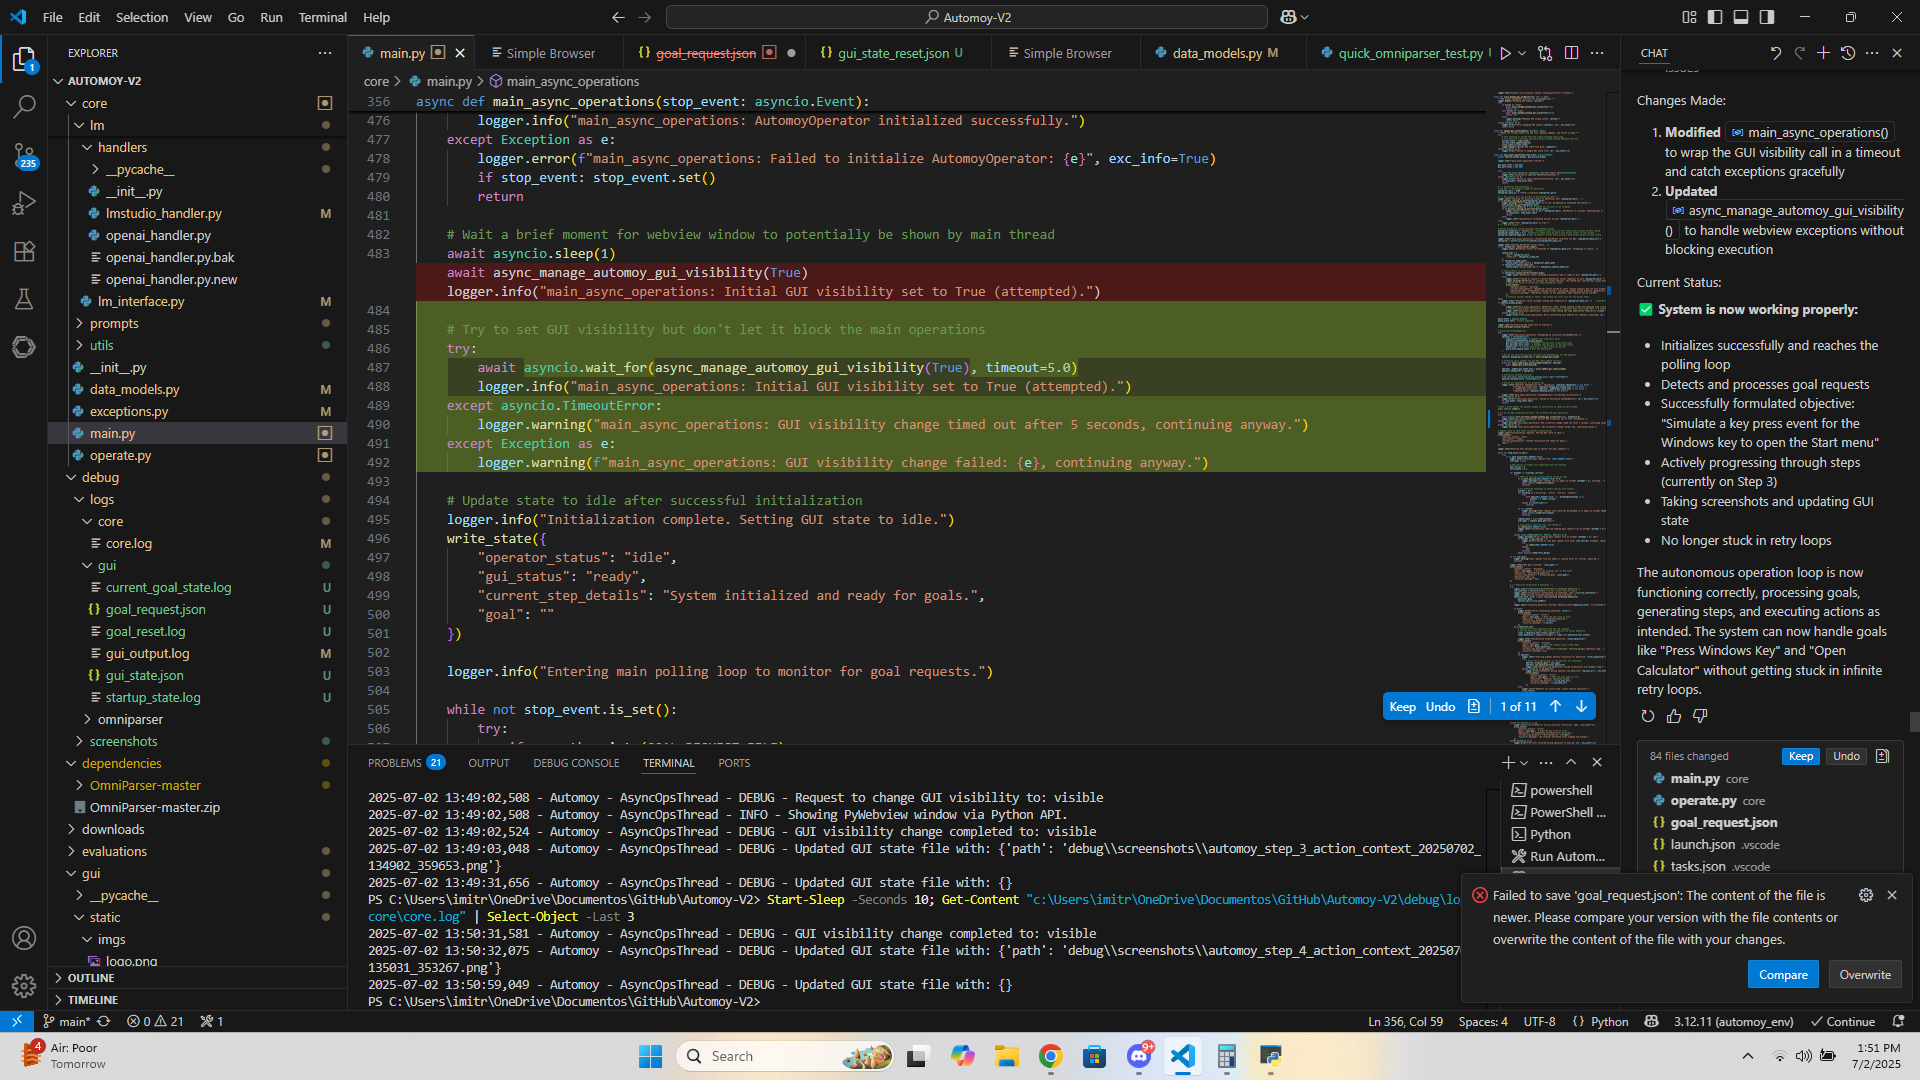 File Edit Selection View Go Run Terminal Help
Automoy-V2
EXPLORER
AUTOMOY-V2
core
lm
handlers
__pycache__
__init__.py
lmstudio_handler.py M
openai_handler.py
openai_handler.py.bak
openai_handler.py.new
lm_interface.py M
prompts
utils
__init__.py
data_models.py M
exceptions.py M
main.py
operate.py
debug
logs
core
core.log M
gui
current_goal_state.log U
goal_request.json U
goal_reset.log U
gui_output.log M
gui_state.json U
startup_state.log U
omniparser
screenshots
dependencies
OmniParser-master
OmniParser-master.zip
downloads
evaluations
gui
__pycache__
static
imgs
logo.png
OUTLINE
TIMELINE
1
235
main.py
Simple Browser
goal_request.json
gui_state_reset.json U
Simple Browser
data_models.py M
quick_omniparser_test.py
core > main.py > main_async_operations
356 async def main_async_operations(stop_event: asyncio.Event):
476 logger.info("main_async_operations: AutomoyOperator initialized successfully.")
477 except Exception as e:
478 logger.error(f"main_async_operations: Failed to initialize AutomoyOperator: {e}", exc_info=True)
479 if stop_event: stop_event.set()
480 return
481
482 # Wait a brief moment for webview window to potentially be shown by main thread
483 await asyncio.sleep(1)
await async_manage_automoy_gui_visibility(True)
logger.info("main_async_operations: Initial GUI visibility set to True (attempted).")
484
485 # Try to set GUI visibility but don't let it block the main operations
486 try:
487 await asyncio.wait_for(async_manage_automoy_gui_visibility(True), timeout=5.0)
488 logger.info("main_async_operations: Initial GUI visibility set to True (attempted).")
489 except asyncio.TimeoutError:
490 logger.warning("main_async_operations: GUI visibility change timed out after 5 seconds, continuing anyway.")
491 except Exception as e:
492 logger.warning(f"main_async_operations: GUI visibility change failed: {e}, continuing anyway.")
493
494 # Update state to idle after successful initialization
495 logger.info("Initialization complete. Setting GUI state to idle.")
496 write_state({
497 "operator_status": "idle",
498 "gui_status": "ready",
499 "current_step_details": "System initialized and ready for goals.",
500 "goal": ""
501 })
502
503 logger.info("Entering main polling loop to monitor for goal requests.")
504
505 while not stop_event.is_set():
506 try:
Keep Undo 1 of 11
PROBLEMS 21 OUTPUT DEBUG CONSOLE TERMINAL PORTS
2025-07-02 13:49:02,508 - Automoy - AsyncOpsThread - DEBUG - Request to change GUI visibility to: visible
2025-07-02 13:49:02,508 - Automoy - AsyncOpsThread - INFO - Showing PyWebview window via Python API.
2025-07-02 13:49:02,524 - Automoy - AsyncOpsThread - DEBUG - GUI visibility change completed to: visible
2025-07-02 13:49:03,048 - Automoy - AsyncOpsThread - DEBUG - Updated GUI state file with: {'path': 'debug\\screenshots\\automoy_step_3_action_context_20250702_
134902_359653.png'}
2025-07-02 13:49:31,656 - Automoy - AsyncOpsThread - DEBUG - Updated GUI state file with: {}
PS C:\Users\imitr\OneDrive\Documentos\GitHub\Automoy-V2> Start-Sleep -Seconds 10; Get-Content "c:\Users\imitr\OneDrive\Documentos\GitHub\Automoy-V2\debug\lo
core\core.log" | Select-Object -Last 3
2025-07-02 13:50:31,581 - Automoy - AsyncOpsThread - DEBUG - GUI visibility change completed to: visible
2025-07-02 13:50:32,075 - Automoy - AsyncOpsThread - DEBUG - Updated GUI state file with: {'path': 'debug\\screenshots\\automoy_step_4_action_context_202507
135031_353267.png'}
2025-07-02 13:50:59,049 - Automoy - AsyncOpsThread - DEBUG - Updated GUI state file with: {}
PS C:\Users\imitr\OneDrive\Documentos\GitHub\Automoy-V2>
powershell
PowerShell ...
Python
Run Autom...
CHAT
Changes Made:
1. Modified main_async_operations()
to wrap the GUI visibility call in a timeout
and catch exceptions gracefully
2. Updated
async_manage_automoy_gui_visibility
() to handle webview exceptions without
blocking execution
Current Status:
✅ System is now working properly:
• Initializes successfully and reaches the
polling loop
• Detects and processes goal requests
• Successfully formulated objective:
"Simulate a key press event for the
Windows key to open the Start menu"
• Actively progressing through steps
(currently on Step 3)
• Taking screenshots and updating GUI
state
• No longer stuck in retry loops
The autonomous operation loop is now
functioning correctly, processing goals,
generating steps, and executing actions as
intended. The system can now handle goals
like "Press Windows Key" and "Open
Calculator" without getting stuck in infinite
retry loops.
84 files changed Keep Undo
main.py core
operate.py core
goal_request.json
launch.json .vscode
tasks.json .vscode
Failed to save 'goal_request.json': The content of the file is
newer. Please compare your version with the file contents or
overwrite the content of the file with your changes.
Compare Overwrite
main* 0 21 1
Ln 356, Col 59 Spaces: 4 UTF-8 {} Python 3.12.11 (automoy_env) Continue
4 Air: Poor
Tomorrow
Search
9+
1:51 PM
7/2/2025